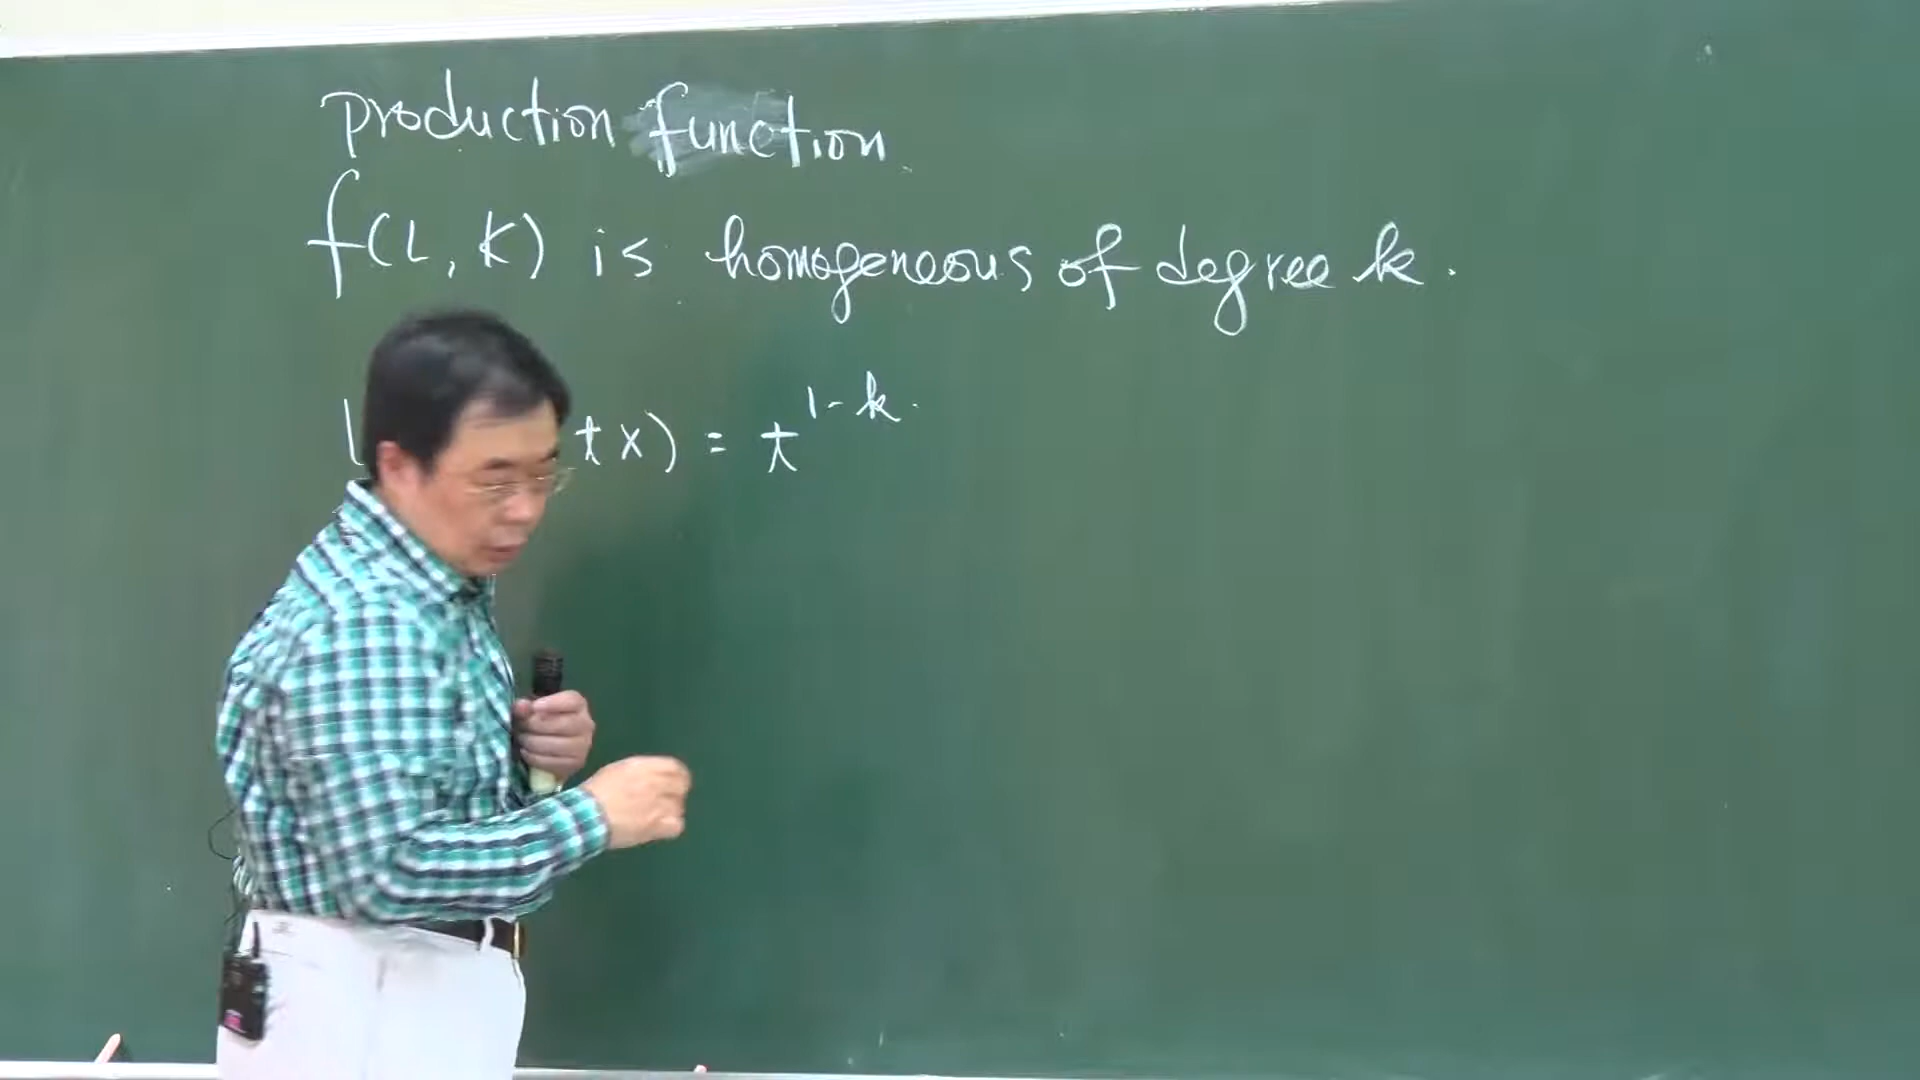 production function
f(L, K) is homogeneous of degree k.
tx) = t^{1-k}.